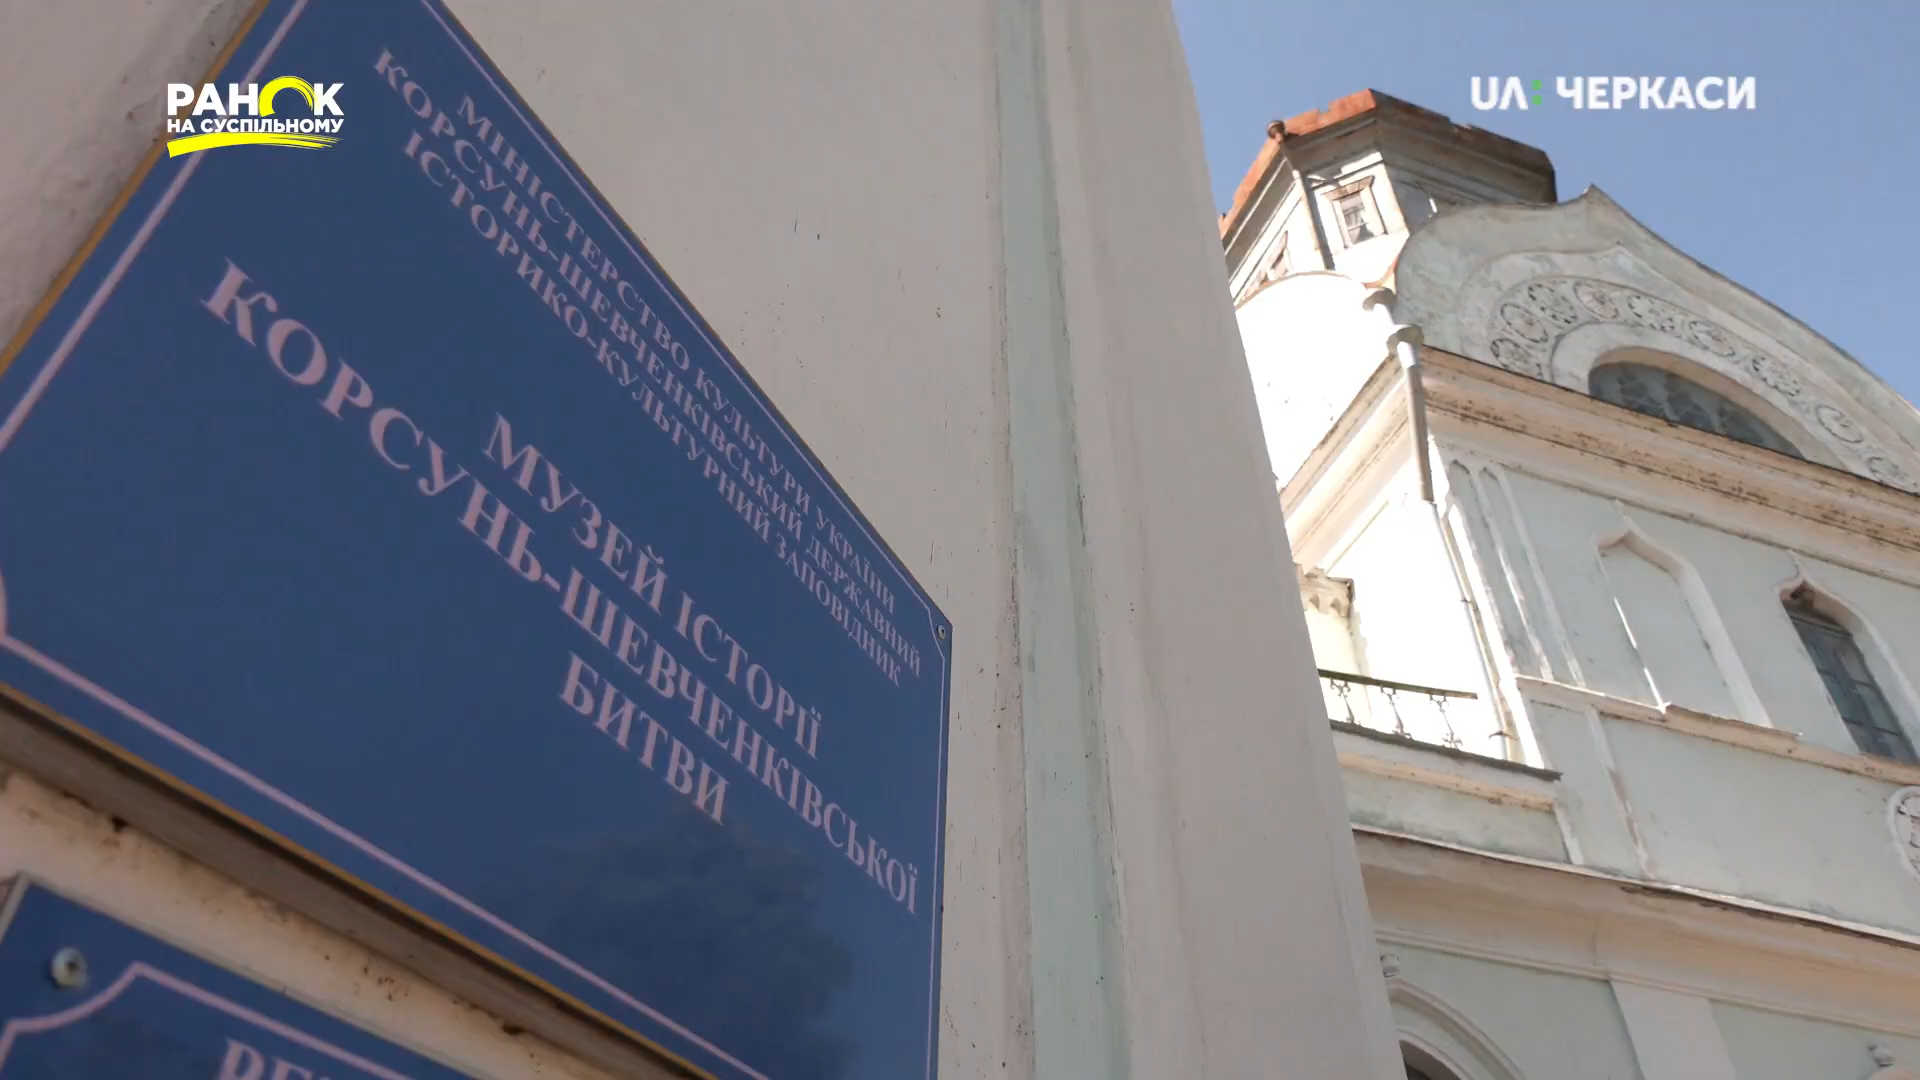 РАНОК
НА СУСПІЛЬНОМУ
UA: ЧЕРКАСИ
МІНІСТЕРСТВО КУЛЬТУРИ УКРАЇНИ
КОРСУНЬ-ШЕВЧЕНКІВСЬКИЙ ДЕРЖАВНИЙ
ІСТОРИКО-КУЛЬТУРНИЙ ЗАПОВІДНИК
МУЗЕЙ ІСТОРІЇ
КОРСУНЬ-ШЕВЧЕНКІВСЬКОЇ
БИТВИ